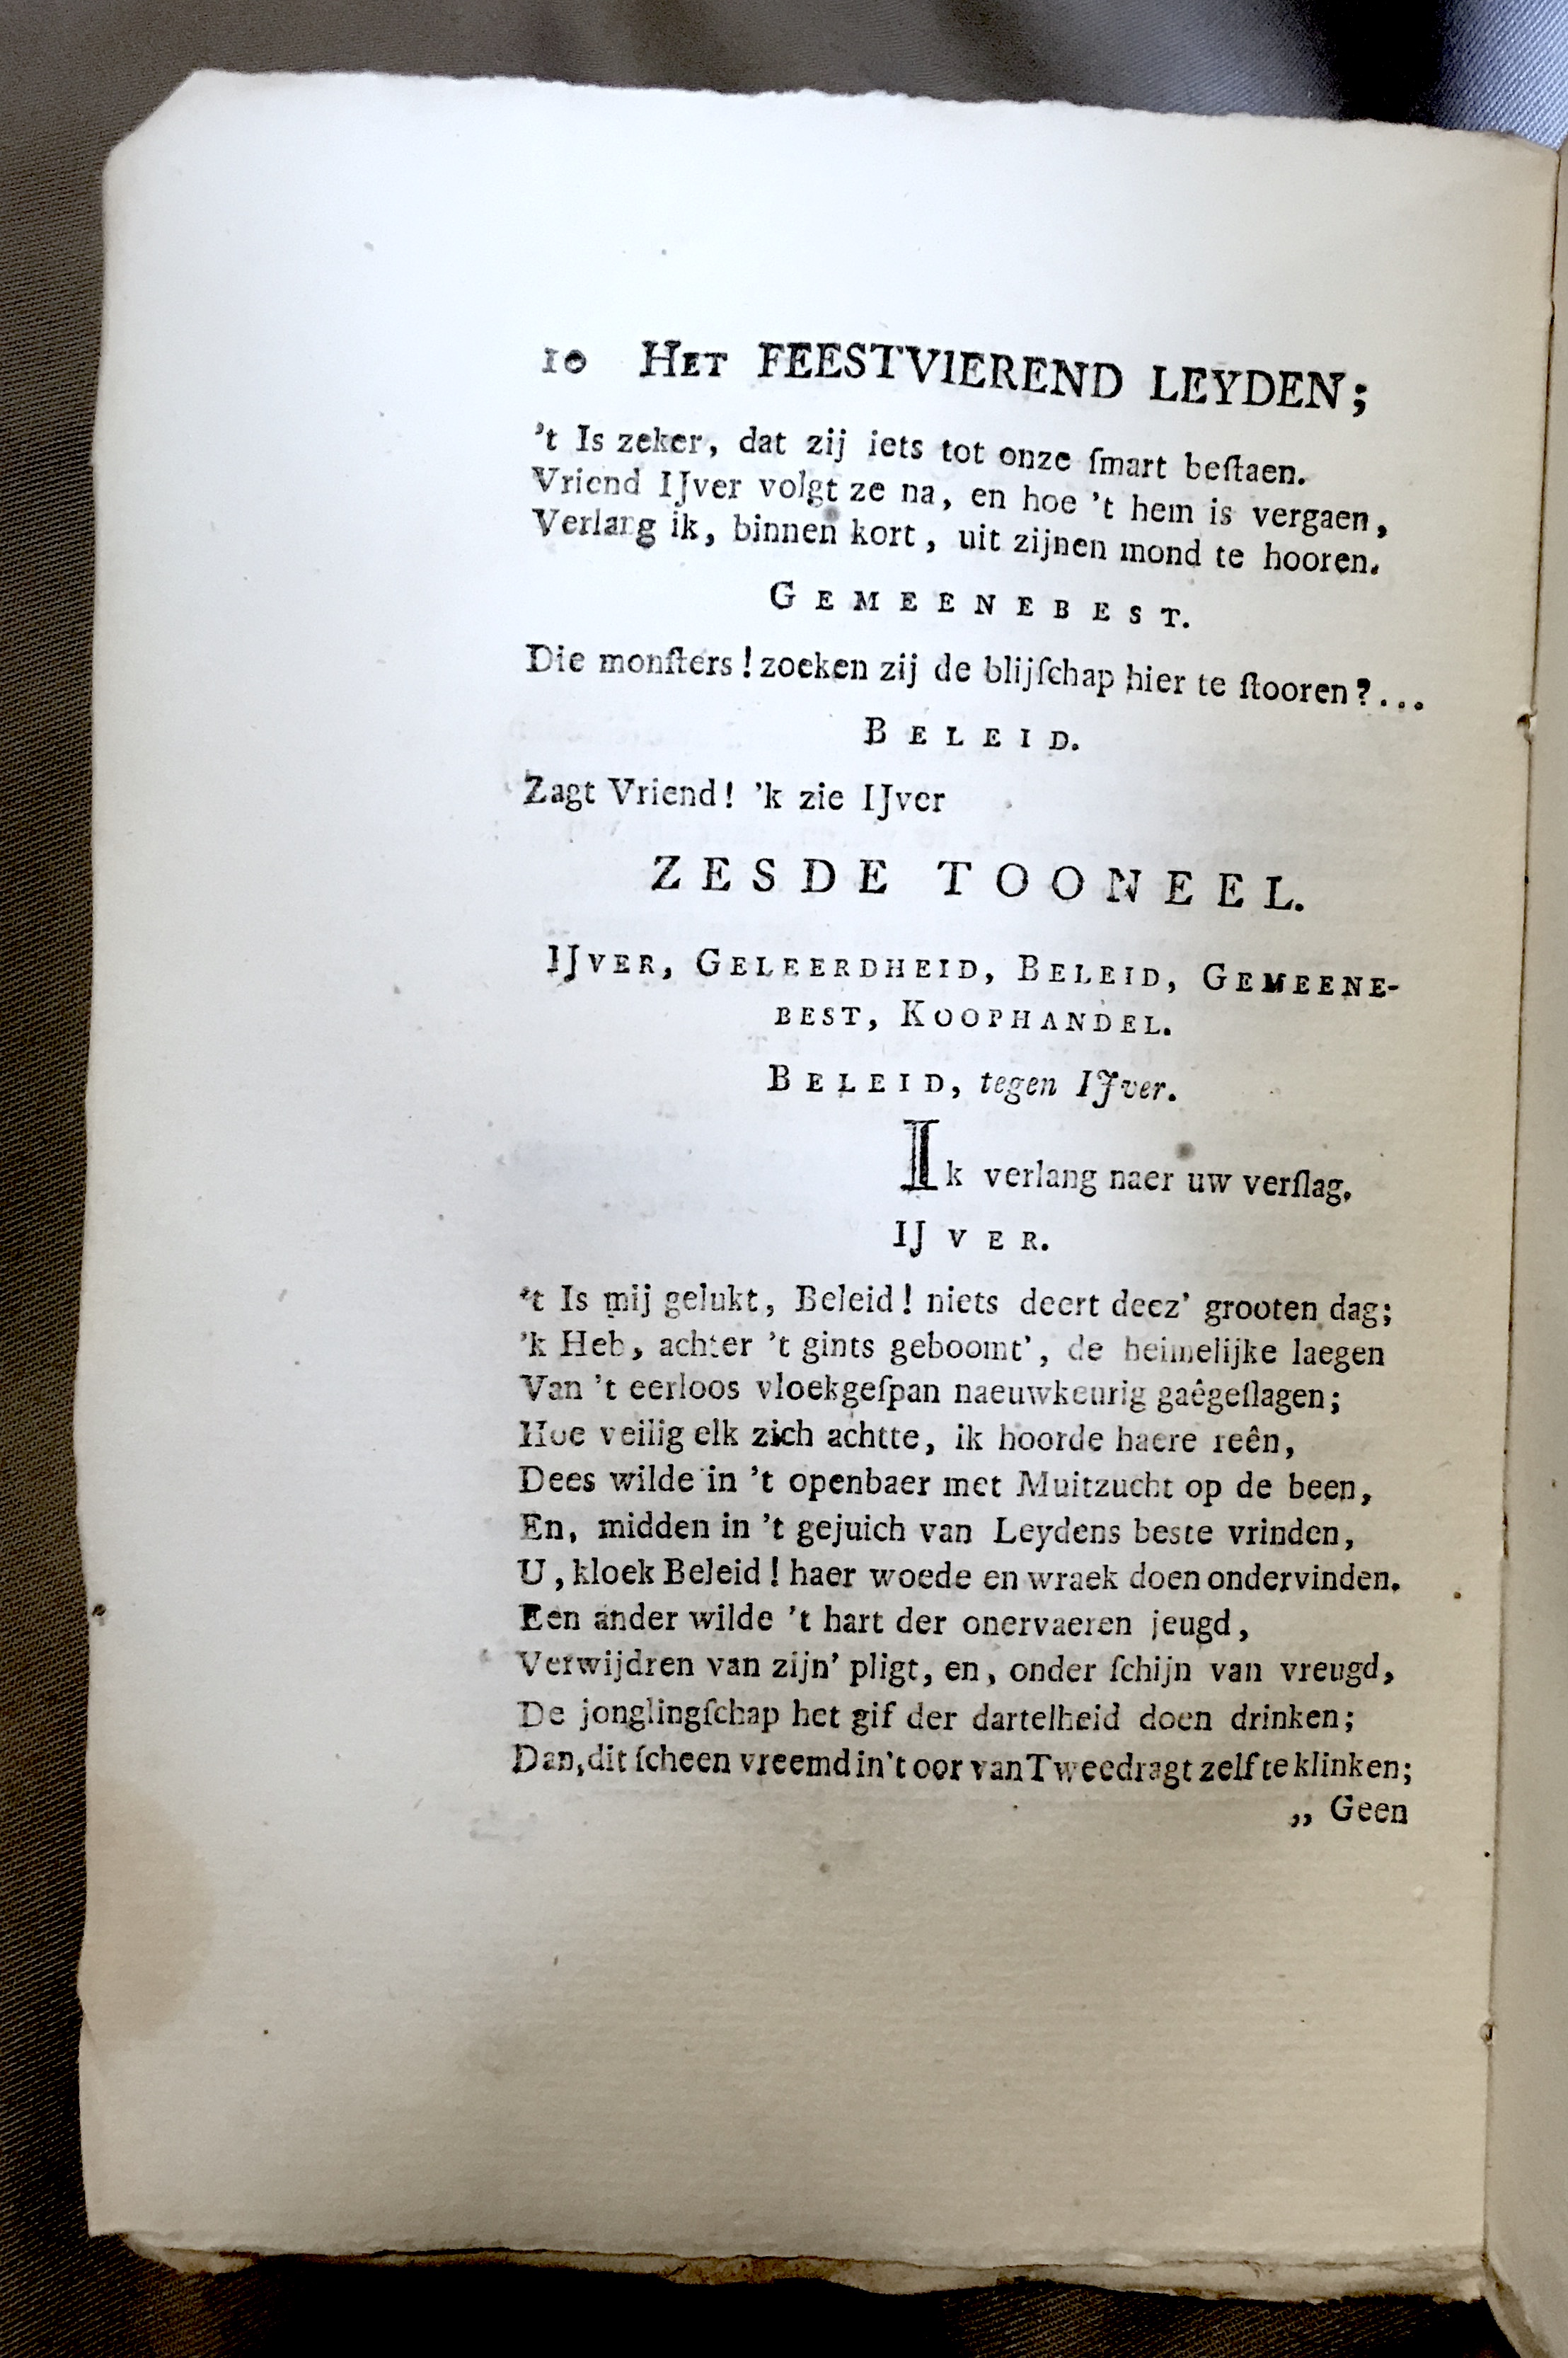 10 HET FEESTVIEREND LEYDEN;
't Is zeker, dat zij iets tot onze ſmart beſtaen.
Vriend IJver volgt ze na, en hoe 't hem is vergaen,
Verlang ik, binnen kort, uit zijnen mond te hooren.
GEMEENEBEST.
Die monſters! zoeken zij de blijſchap hier te ſtooren?...
BELEID.
Zagt Vriend! 'k zie IJver
ZESDE TOONEEL.
IJVER, GELEERDHEID, BELEID, GEMEENE-
BEST, KOOPHANDEL.
BELEID, tegen IJver.
Ik verlang naer uw verſlag.
IJVER.
't Is mij gelukt, Beleid! niets deert deez' grooten dag;
'k Heb, achter 't gints geboomt', de heimelijke laegen
Van 't eerloos vloekgeſpan naeuwkeurig gaêgeſlagen;
Hoe veilig elk zich achtte, ik hoorde haere reên,
Dees wilde in 't openbaer met Muitzucht op de been,
En, midden in 't gejuich van Leydens beste vrinden,
U, kloek Beleid! haer woede en wraek doen ondervinden.
Een ander wilde 't hart der onervaeren jeugd,
Verwijdren van zijn' pligt, en, onder ſchijn van vreugd,
De jonglingſchap het gif der dartelheid doen drinken;
Dan, dit ſcheen vreemd in 't oor van Tweedragt zelf te klinken;
„ Geen